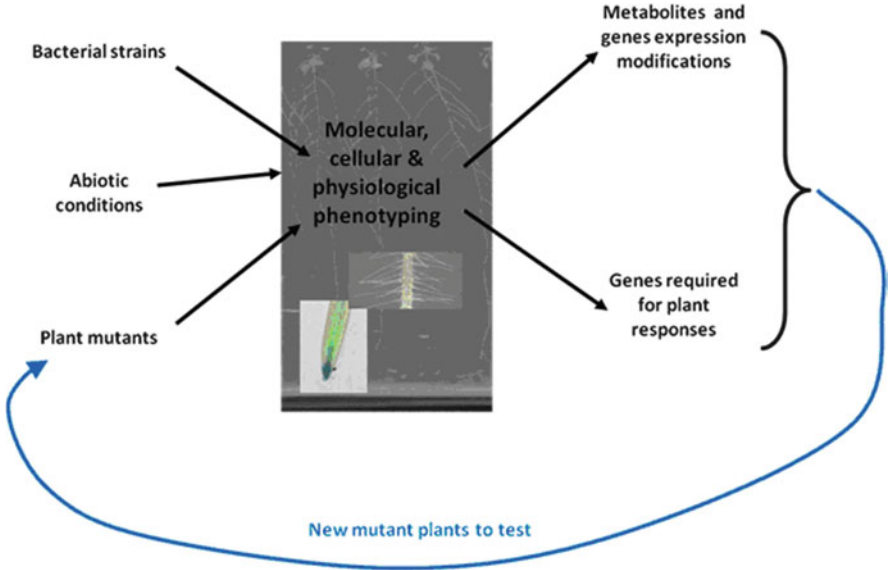 Bacterial strains
Abiotic
conditions
Plant mutants
Molecular,
cellular &
physiological
phenotyping
Metabolites and
genes expression
modifications
Genes required
for plant
responses
New mutant plants to test